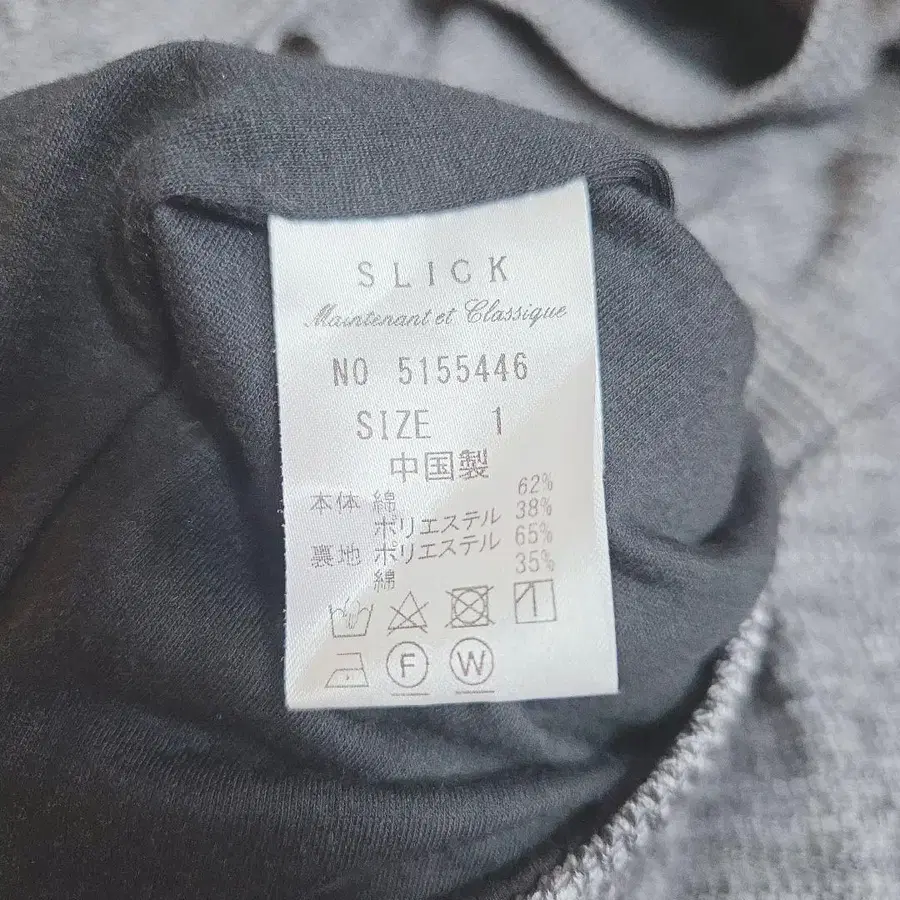 SLICK
Maintenant et Classique
NO 5155446
SIZE 1
中国製
本体 綿 62%
ポリエステル 38%
裏地 ポリエステル 65%
綿 35%
F W